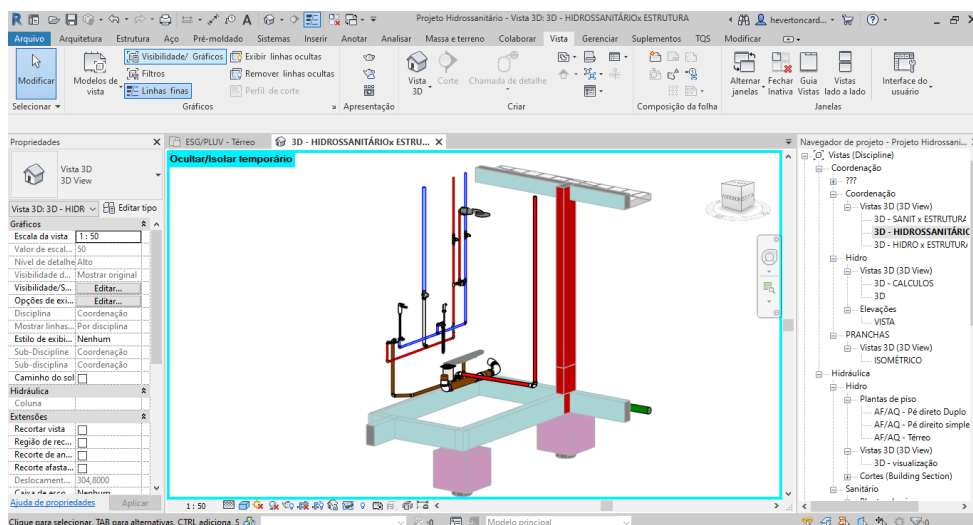 Projeto Hidrossanitário - Vista 3D: 3D - HIDROSSANITÁRIOx ESTRUTURA
hevertoncard...
Arquivo Arquitetura Estrutura Aço Pré-moldado Sistemas Inserir Anotar Analisar Massa e terreno Colaborar Vista Gerenciar Suplementos TQS Modificar
Modificar
Modelos de vista
Visibilidade/ Gráficos
Filtros
Linhas finas
Exibir linhas ocultas
Remover linhas ocultas
Perfil de corte
Vista 3D
Corte
Chamada de detalhe
Alternar janelas
Fechar Inativa
Guia Vistas
Vistas lado a lado
Interface do usuário
Selecionar Gráficos Apresentação Criar Composição da folha Janelas
Propriedades
Vista 3D
3D View
Vista 3D: 3D - HIDR
Editar tipo
Gráficos
Escala da vista 1 : 50
Valor de escal... 50
Nível de detalhe Alto
Visibilidade d... Mostrar original
Visibilidade/S... Editar...
Opções de exi... Editar...
Disciplina Coordenação
Mostrar linhas... Por disciplina
Estilo de exibi... Nenhum
Sub-Discipline Coordenação
Sub-disciplina Coordenação
Caminho do sol
Hidráulica
Coluna
Extensões
Recortar vista
Região de rec...
Recorte de an...
Recorte afasta...
Deslocament... 304,8000
Caixa de esco... Nenhum
Ajuda de propriedades Aplicar
ESG/PLUV - Térreo
3D - HIDROSSANITÁRIOx ESTRU...
Ocultar/Isolar temporário
1 : 50
Navegador de projeto - Projeto Hidrossani...
Vistas (Discipline)
Coordenação
???
Coordenação
Vistas 3D (3D View)
3D - SANIT x ESTRUTURA
3D - HIDROSSANITÁRIO
3D - HIDRO x ESTRUTUR
Hidro
Vistas 3D (3D View)
3D - CALCULOS
3D
Elevações
VISTA
PRANCHAS
Vistas 3D (3D View)
ISOMÉTRICO
Hidráulica
Hidro
Plantas de piso
AF/AQ - Pé direto Duplo
AF/AQ - Pé direito simple
AF/AQ - Térreo
Vistas 3D (3D View)
3D - visualização
Cortes (Building Section)
Sanitário
Clique para selecionar, TAB para alternativas, CTRL adiciona, S
:0
Modelo principal